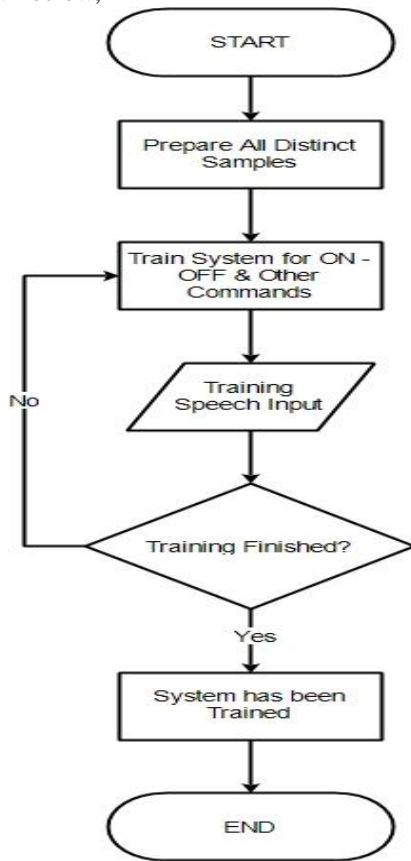 START
Prepare All Distinct
Samples
Train System for ON -
OFF & Other
Commands
Training
Speech Input
No
Training Finished?
Yes
System has been
Trained
END